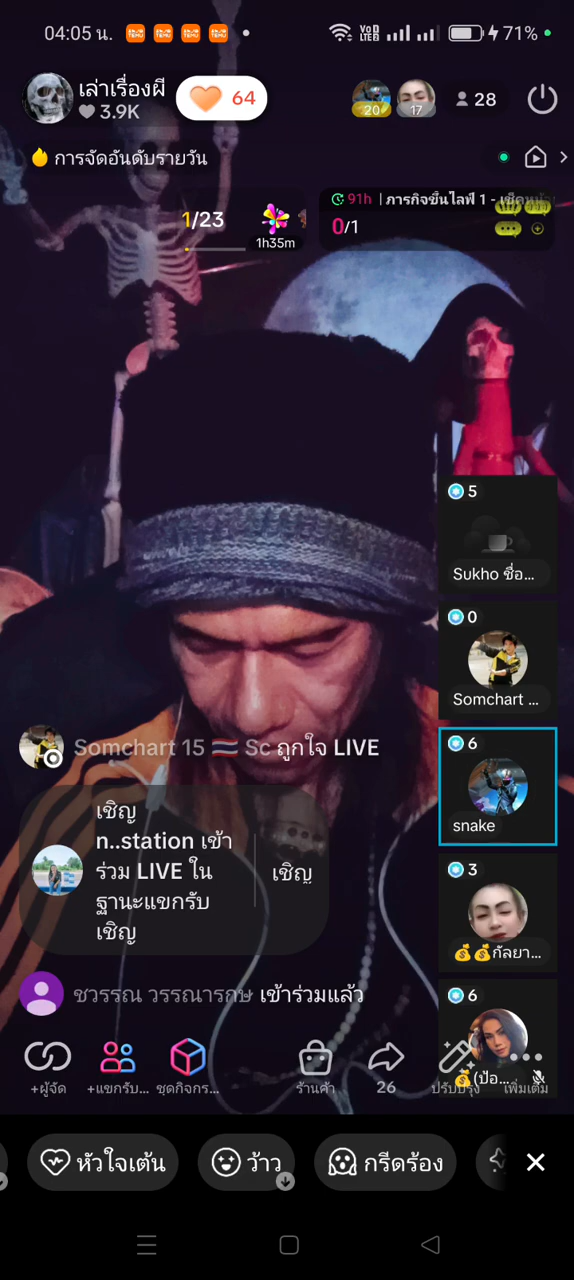 04:05 น.
VoD LTE
71%
เล่าเรื่องผี
3.9K
64
20
17
28
การจัดอันดับรายวัน
1/23
1h35m
91h | ภารกิจขึ้นไลฟ์ 1 -
0/1
5
Sukho ชื่อ...
0
Somchart ...
6
snake
Somchart 15 🇹🇭 Sc ถูกใจ LIVE
เชิญ
n..station เข้า
ร่วม LIVE ใน
ฐานะแขกรับ
เชิญ
เชิญ
3
💰💰กัลยา...
ชวรรณ วรรณารกษ เข้าร่วมแล้ว
6
💰(ป้อ...
+ผู้จัด
+แขกรับ...
ชุดกิจกร...
ร้านค้า
26
ปรับปรุง
เพิ่มเติม
หัวใจเต้น
ว้าว
กรีดร้อง